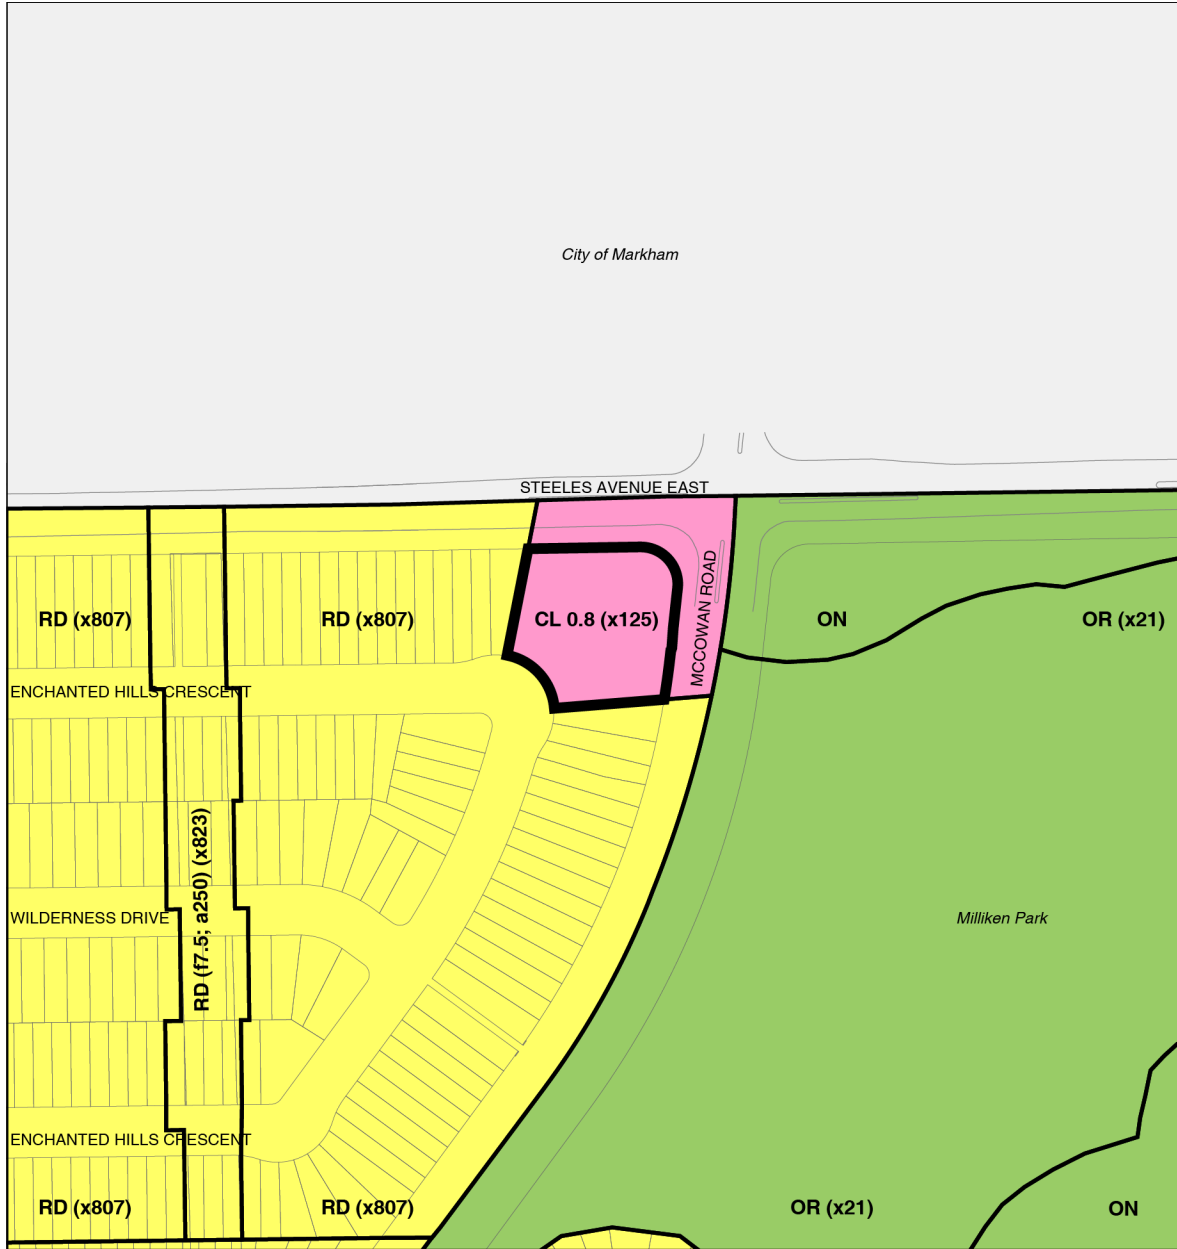 City of Markham
STEELES AVENUE EAST
MCCOWAN ROAD
RD (x807)
RD (x807)
CL 0.8 (x125)
ON
OR (x21)
ENCHANTED HILLS CRESCENT
RD (f7.5; a250) (x823)
WILDERNESS DRIVE
Milliken Park
ENCHANTED HILLS CRESCENT
RD (x807)
RD (x807)
OR (x21)
ON